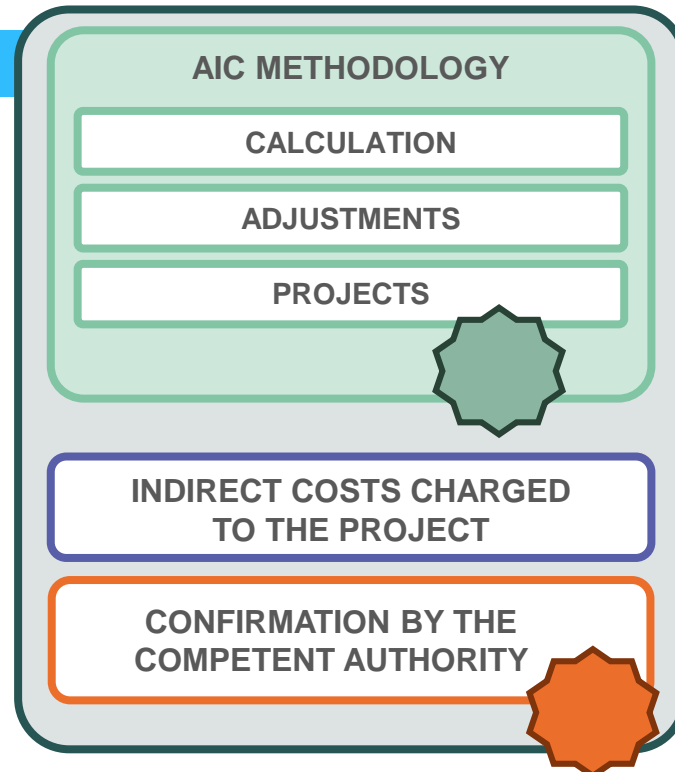 AIC METHODOLOGY
CALCULATION
ADJUSTMENTS
PROJECTS
INDIRECT COSTS CHARGED
TO THE PROJECT
CONFIRMATION BY THE
COMPETENT AUTHORITY